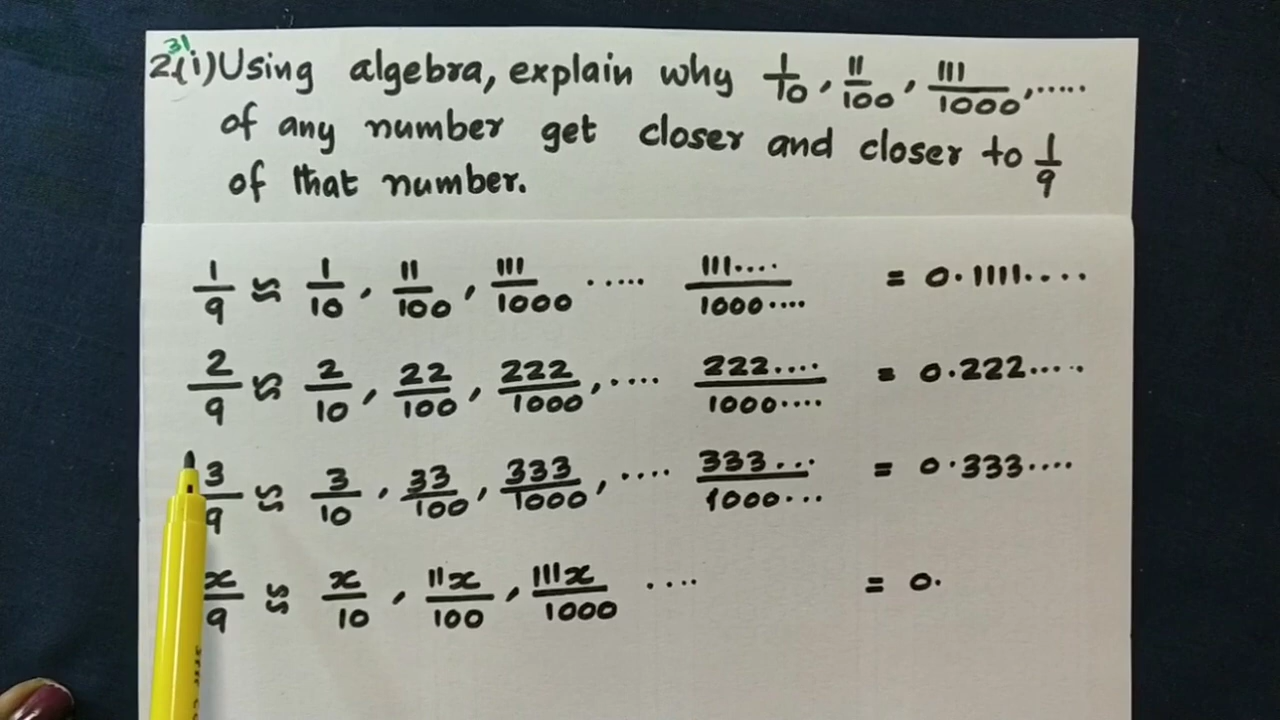 31
2.(i) Using algebra, explain why 1/10, 11/100, 111/1000, .....
of any number get closer and closer to 1/9
of that number.
1/9 ≈ 1/10, 11/100, 111/1000 ..... 111..../1000.... = 0.1111....
2/9 ≈ 2/10, 22/100, 222/1000, .... 222..../1000.... = 0.222.....
3/9 ≈ 3/10, 33/100, 333/1000, .... 333.../1000... = 0.333....
x/9 ≈ x/10, 11x/100, 111x/1000 .... = 0.